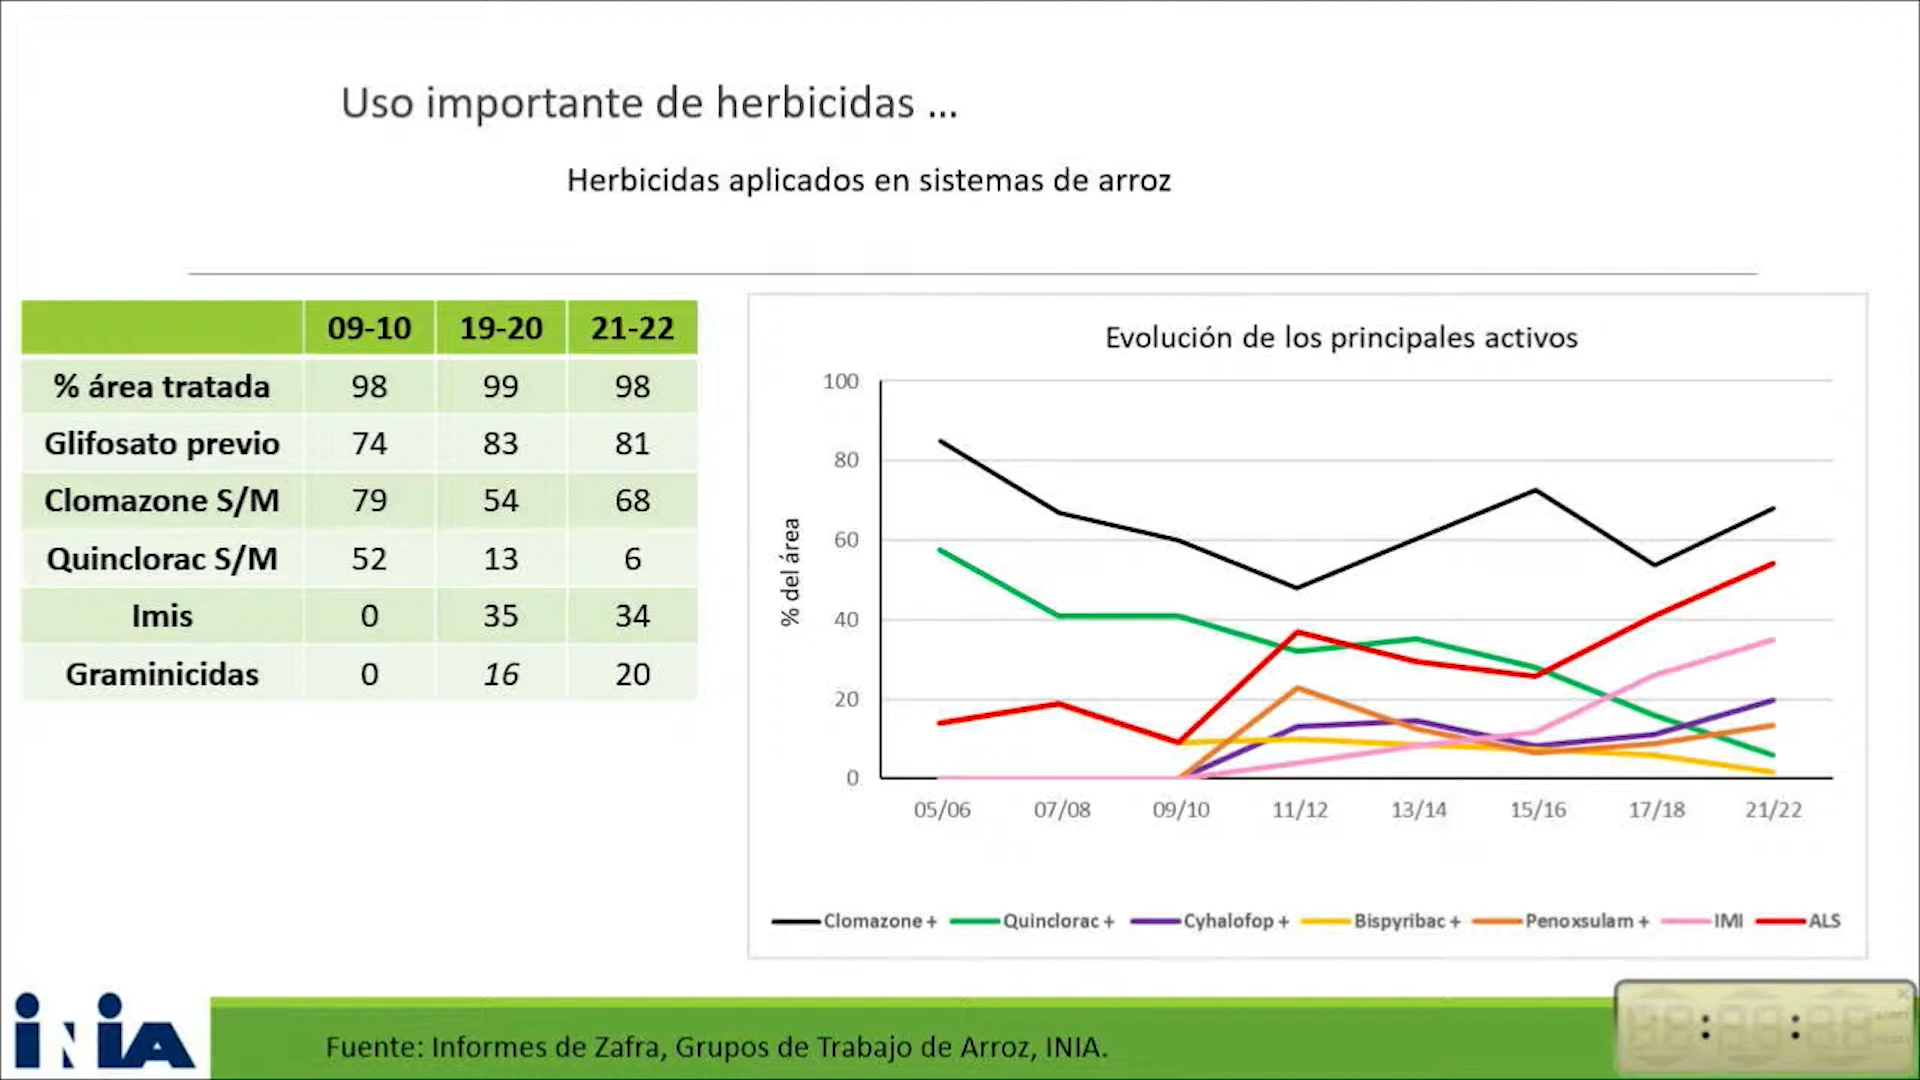 Uso importante de herbicidas ...
Herbicidas aplicados en sistemas de arroz
09-10 19-20 21-22
% área tratada 98 99 98
Glifosato previo 74 83 81
Clomazone S/M 79 54 68
Quinclorac S/M 52 13 6
Imis 0 35 34
Graminicidas 0 16 20
Evolución de los principales activos
% del área
100
80
60
40
20
0
05/06 07/08 09/10 11/12 13/14 15/16 17/18 21/22
Clomazone + Quinclorac + Cyhalofop + Bispyribac + Penoxsulam + IMI ALS
INIA
Fuente: Informes de Zafra, Grupos de Trabajo de Arroz, INIA.